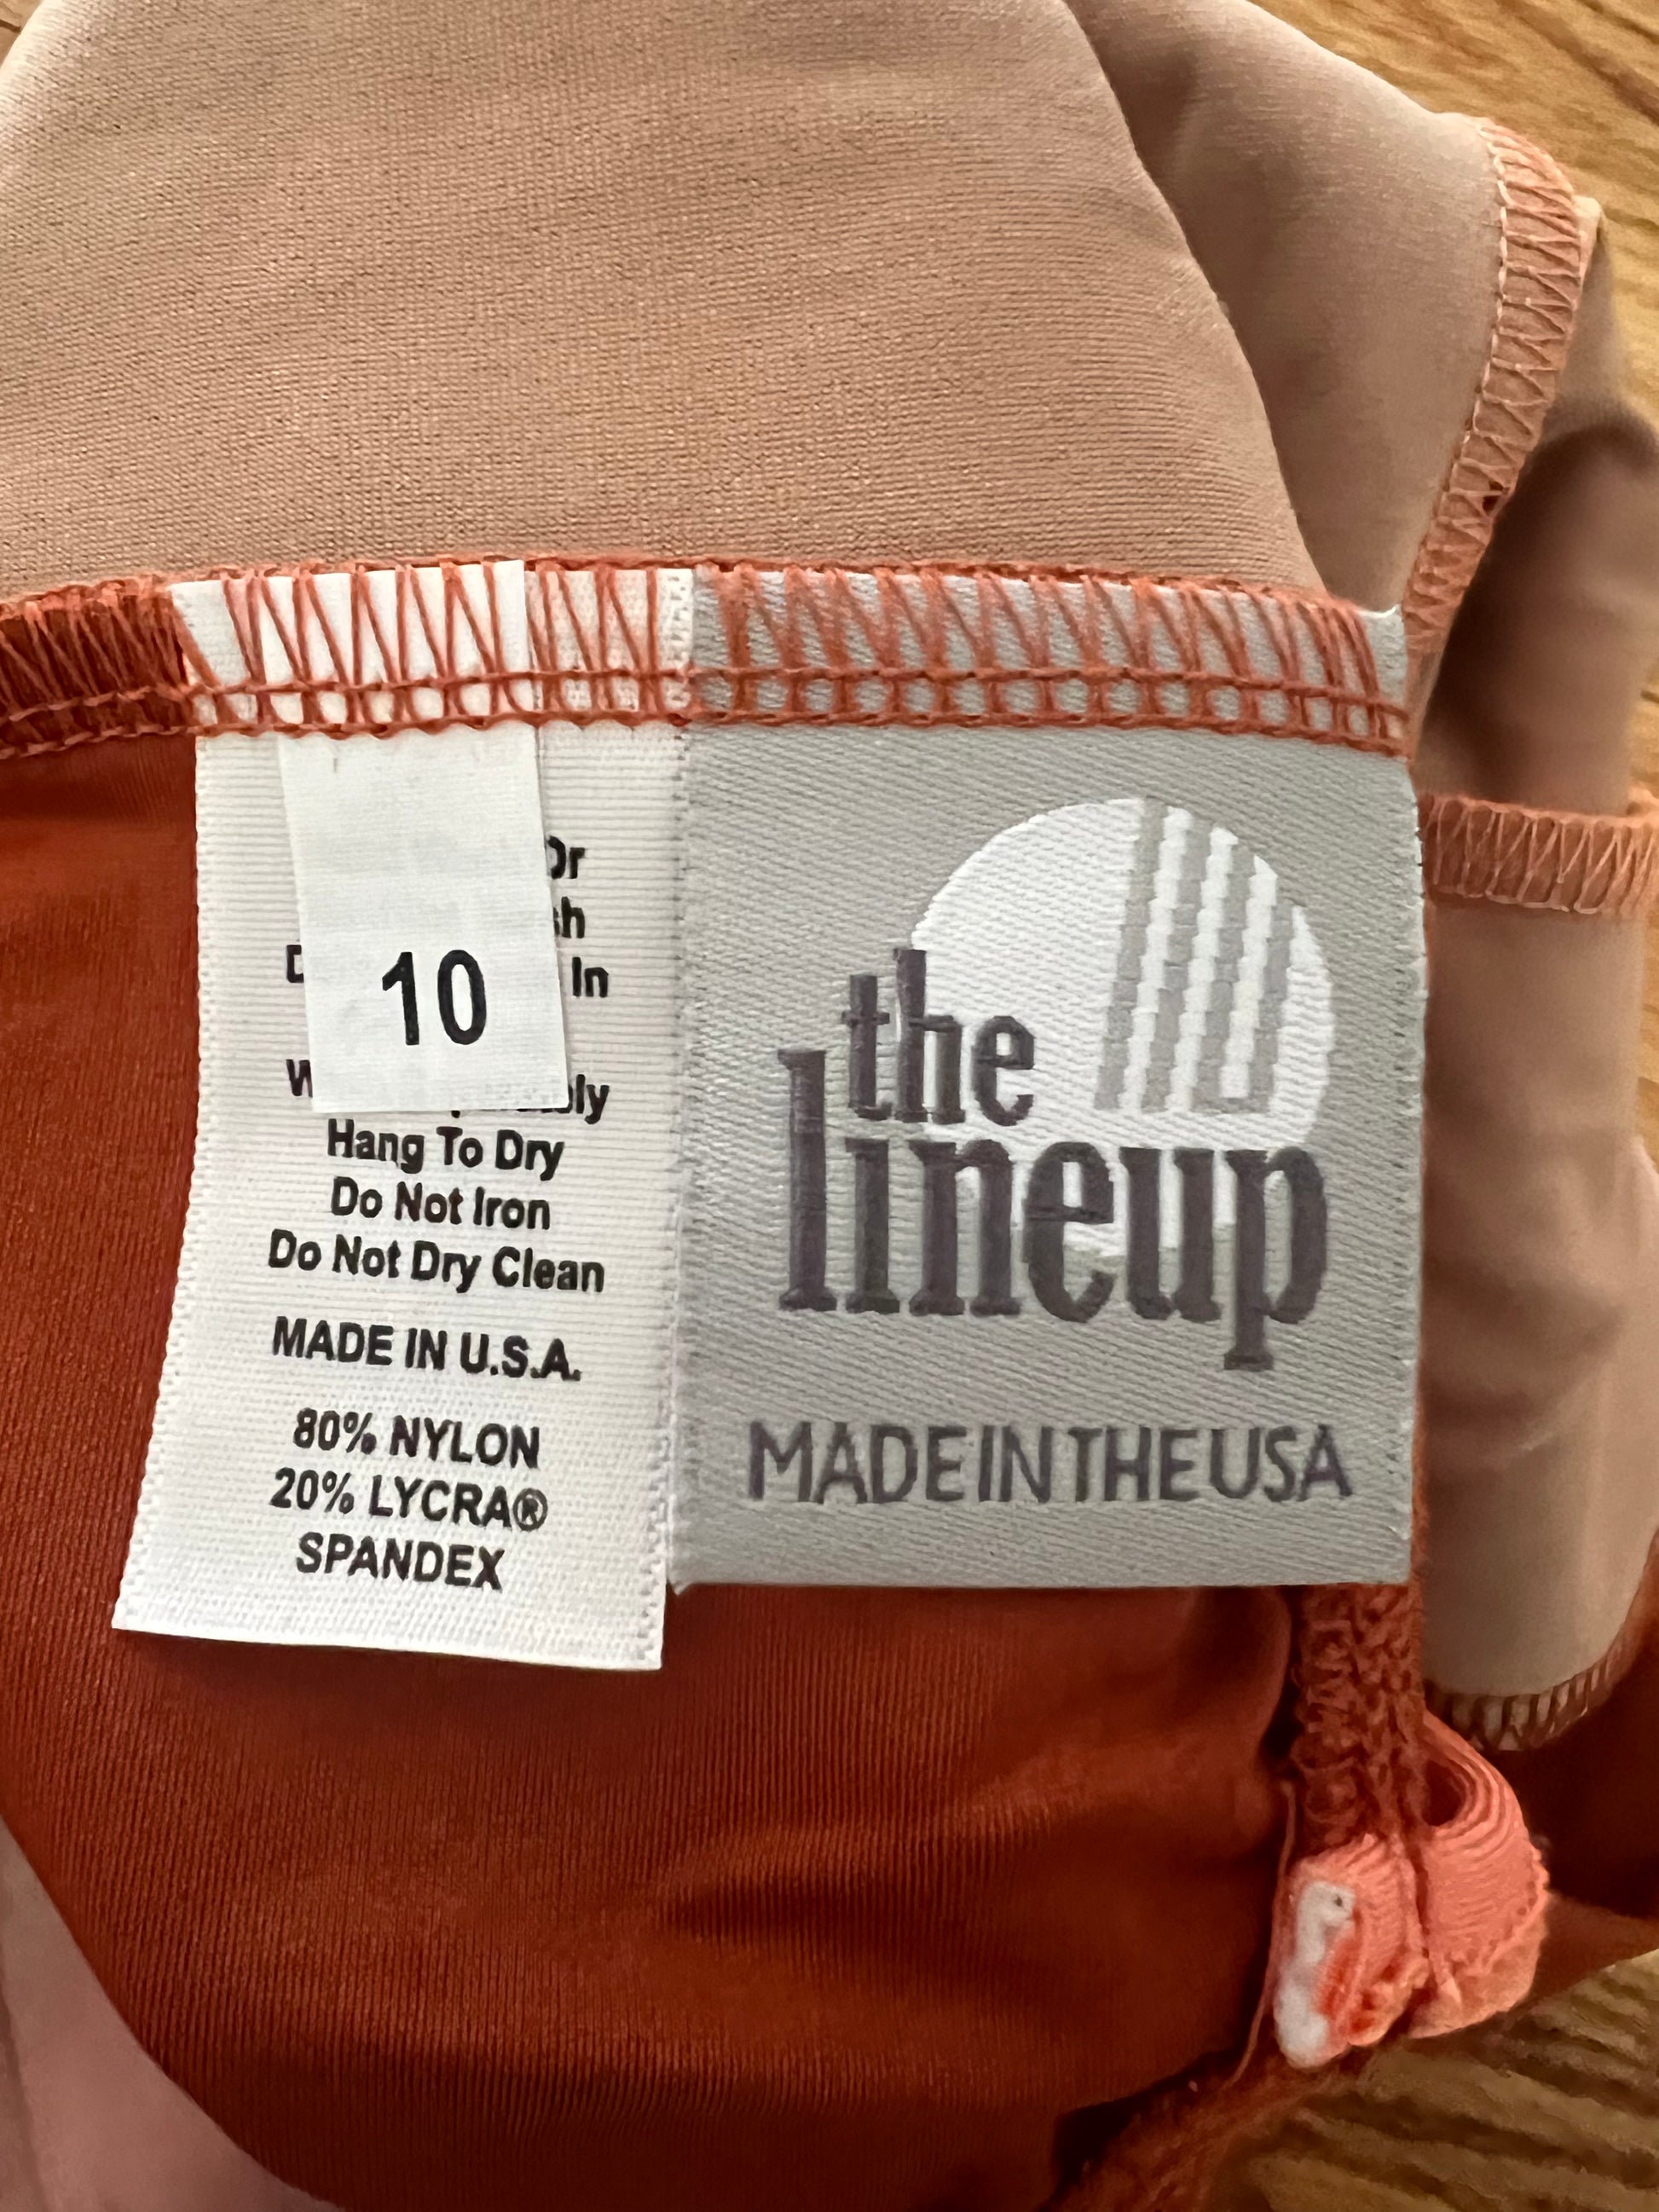 10
In
Hang To Dry
Do Not Iron
Do Not Dry Clean
MADE IN U.S.A.
80% NYLON
20% LYCRA®
SPANDEX
the
lineup
MADE IN THE USA